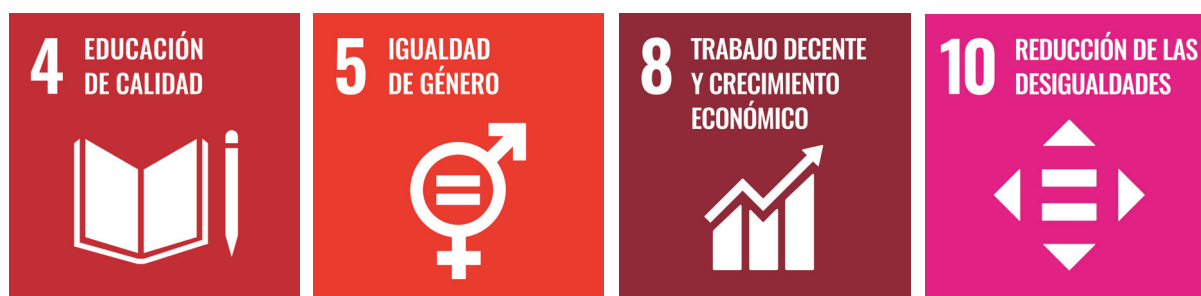 4 EDUCACIÓN
DE CALIDAD
5 IGUALDAD
DE GÉNERO
8 TRABAJO DECENTE
Y CRECIMIENTO
ECONÓMICO
10 REDUCCIÓN DE LAS
DESIGUALDADES